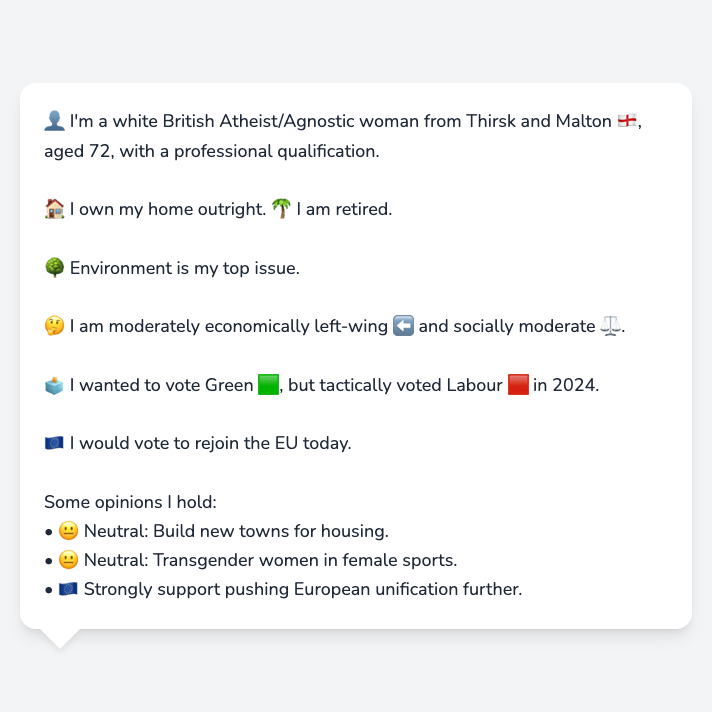 👤 I'm a white British Atheist/Agnostic woman from Thirsk and Malton 🏴󠁧󠁢󠁥󠁮󠁧󠁿,
aged 72, with a professional qualification.
🏠 I own my home outright. 🌴 I am retired.
🌳 Environment is my top issue.
🤔 I am moderately economically left-wing ⬅️ and socially moderate ⚖️.
🗳️ I wanted to vote Green 🟩, but tactically voted Labour 🟥 in 2024.
🇪🇺 I would vote to rejoin the EU today.
Some opinions I hold:
• 😐 Neutral: Build new towns for housing.
• 😐 Neutral: Transgender women in female sports.
• 🇪🇺 Strongly support pushing European unification further.